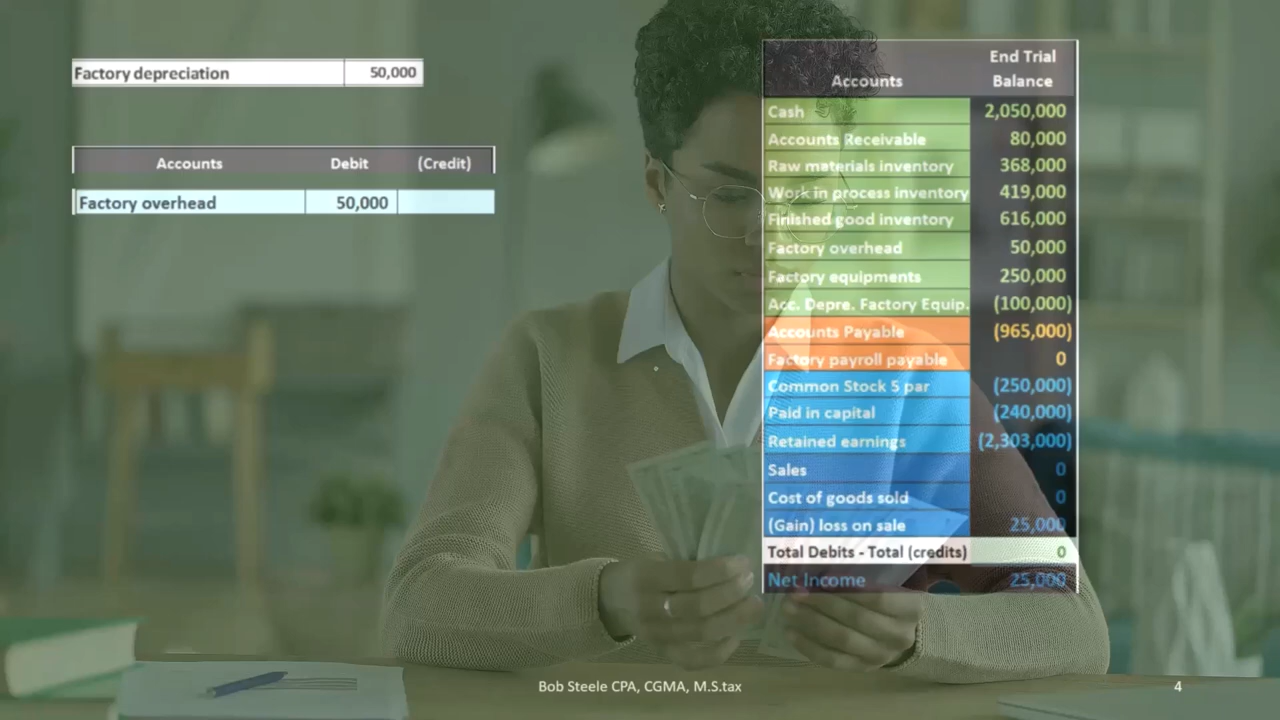 Factory depreciation 50,000
Accounts Debit (Credit)
Factory overhead 50,000
Accounts End Trial Balance
Cash 2,050,000
Accounts Receivable 80,000
Raw materials inventory 368,000
Work in process inventory 419,000
Finished good inventory 616,000
Factory overhead 50,000
Factory equipments 250,000
Acc. Depre. Factory Equip. (100,000)
Accounts Payable (965,000)
Factory payroll payable 0
Common Stock 5 par (250,000)
Paid in capital (240,000)
Retained earnings (2,303,000)
Sales 0
Cost of goods sold 0
(Gain) loss on sale 25,000
Total Debits - Total (credits) 0
Net Income 25,000
Bob Steele CPA, CGMA, M.S.tax
4